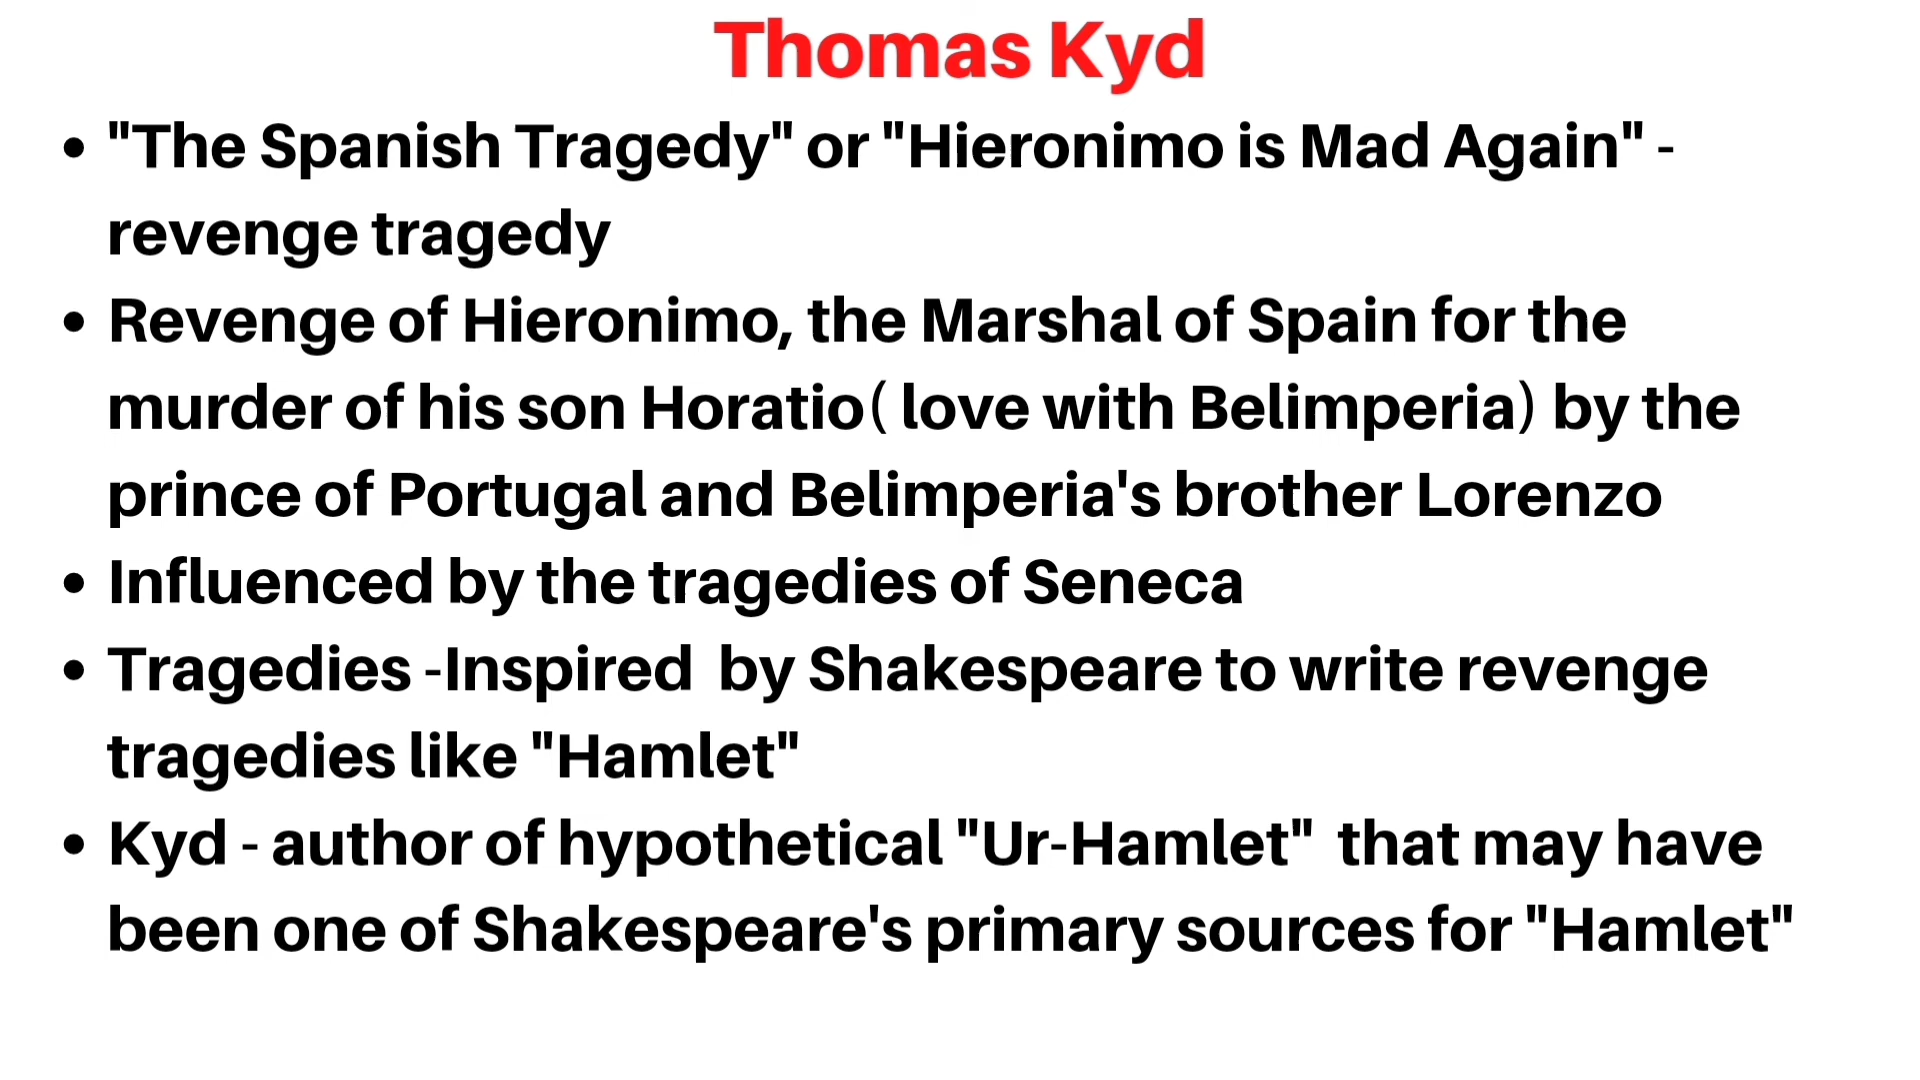 Thomas Kyd
• "The Spanish Tragedy" or "Hieronimo is Mad Again" -
revenge tragedy
• Revenge of Hieronimo, the Marshal of Spain for the
murder of his son Horatio( love with Belimperia) by the
prince of Portugal and Belimperia's brother Lorenzo
• Influenced by the tragedies of Seneca
• Tragedies -Inspired  by Shakespeare to write revenge
tragedies like "Hamlet"
• Kyd - author of hypothetical "Ur-Hamlet"  that may have
been one of Shakespeare's primary sources for "Hamlet"